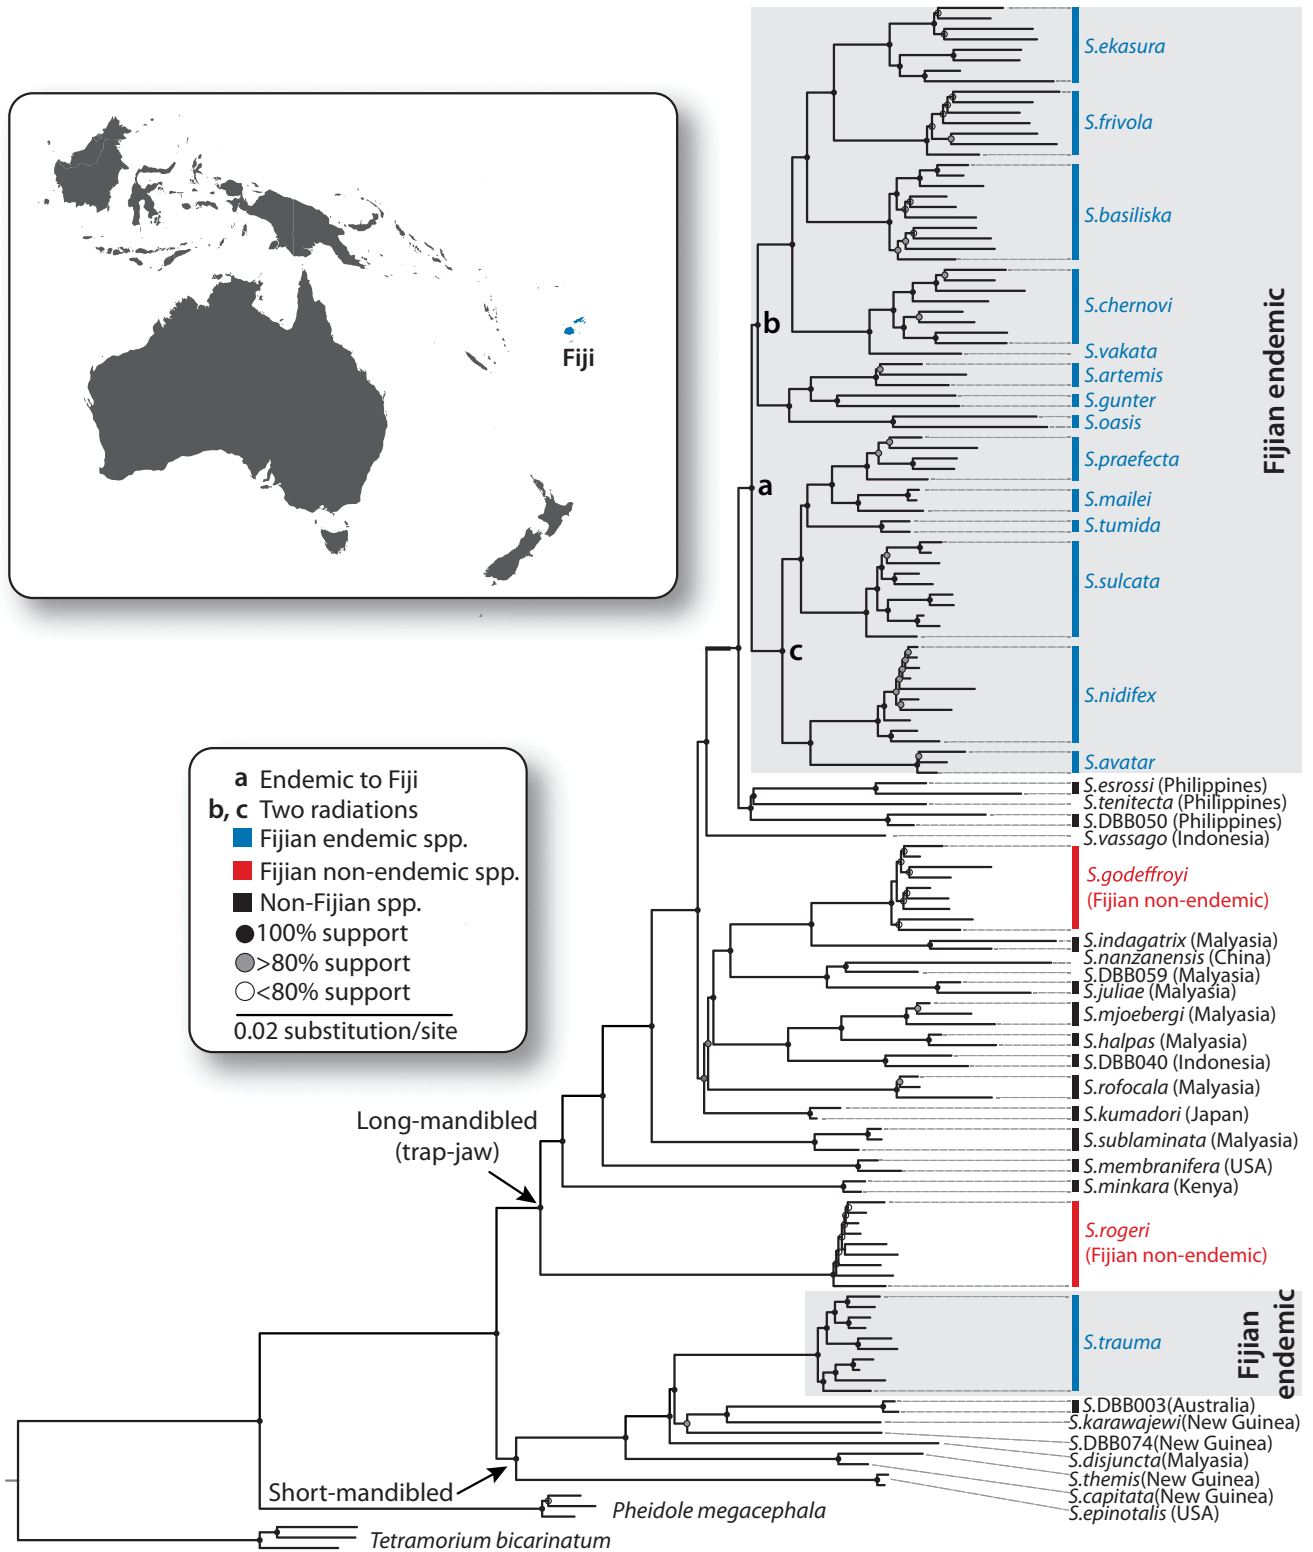 S.ekasura
S.frivola
S.basiliska
S.chernovi
b
S.vakata
S.artemis
S.gunter
S.oasis
Fijian endemic
S.praefecta
a
S.mailei
S.tumida
S.sulcata
c
S.nidifex
S.avatar
Fiji
a Endemic to Fiji
b, c Two radiations
Fijian endemic spp.
Fijian non-endemic spp.
Non-Fijian spp.
100% support
>80% support
<80% support
0.02 substitution/site
S.esrossi (Philippines)
S.tenitecta (Philippines)
S.DBB050 (Philippines)
S.vassago (Indonesia)
S.godeffroyi
(Fijian non-endemic)
S.indagatrix (Malyasia)
S.nanzanensis (China)
S.DBB059 (Malyasia)
S.juliae (Malyasia)
S.mjoebergi (Malyasia)
S.halpas (Malyasia)
S.DBB040 (Indonesia)
S.rofocala (Malyasia)
S.kumadori (Japan)
S.sublaminata (Malyasia)
S.membranifera (USA)
S.minkara (Kenya)
Long-mandibled
(trap-jaw)
S.rogeri
(Fijian non-endemic)
S.trauma
Fijian
endemic
S.DBB003(Australia)
S.karawajewi(New Guinea)
S.DBB074(New Guinea)
S.disjuncta(Malyasia)
S.themis(New Guinea)
S.capitata(New Guinea)
S.epinotalis (USA)
Short-mandibled
Pheidole megacephala
Tetramorium bicarinatum